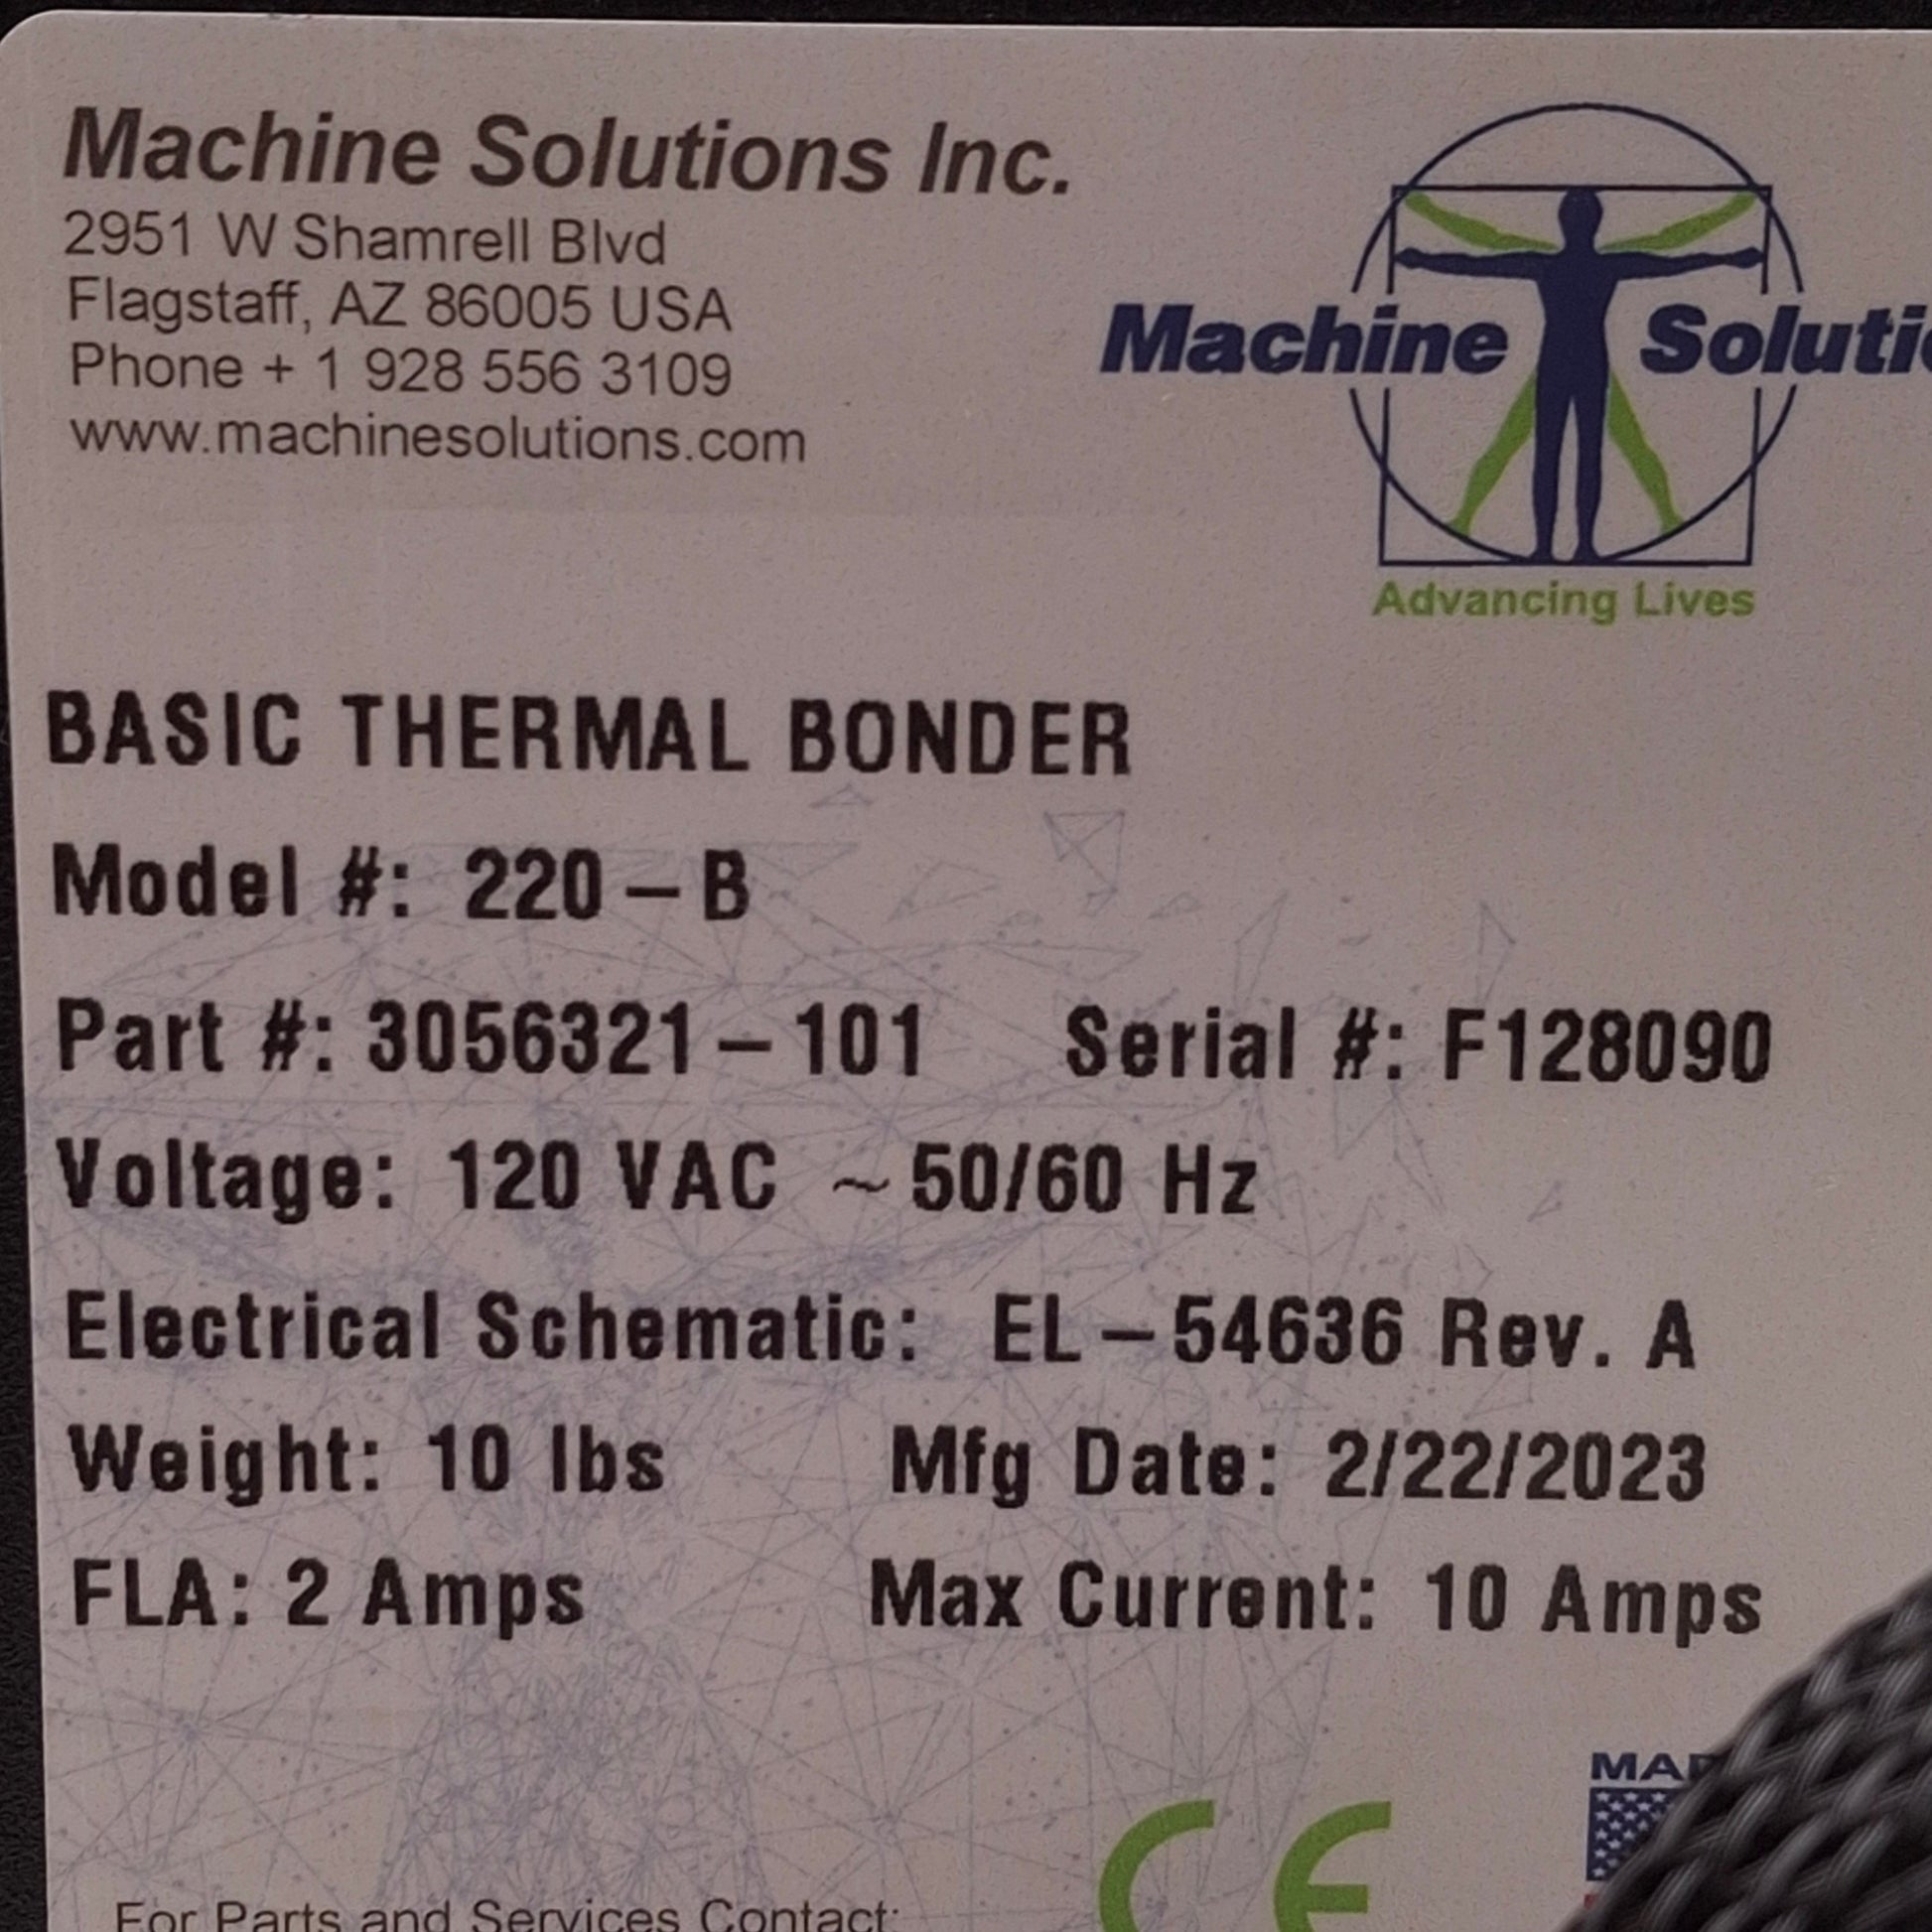 Machine Solutions Inc.
2951 W Shamrell Blvd
Flagstaff, AZ 86005 USA
Phone + 1 928 556 3109
www.machinesolutions.com
Machine
Advancing Lives
BASIC THERMAL BONDER
Model #: 220 – B
Part #: 3056321 – 101 Serial #: F128090
Voltage: 120 VAC ~ 50/60 Hz
Electrical Schematic: EL – 54636 Rev. A
Weight: 10 lbs Mfg Date: 2/22/2023
FLA: 2 Amps Max Current: 10 Amps
CE
For Parts and Services Contact: